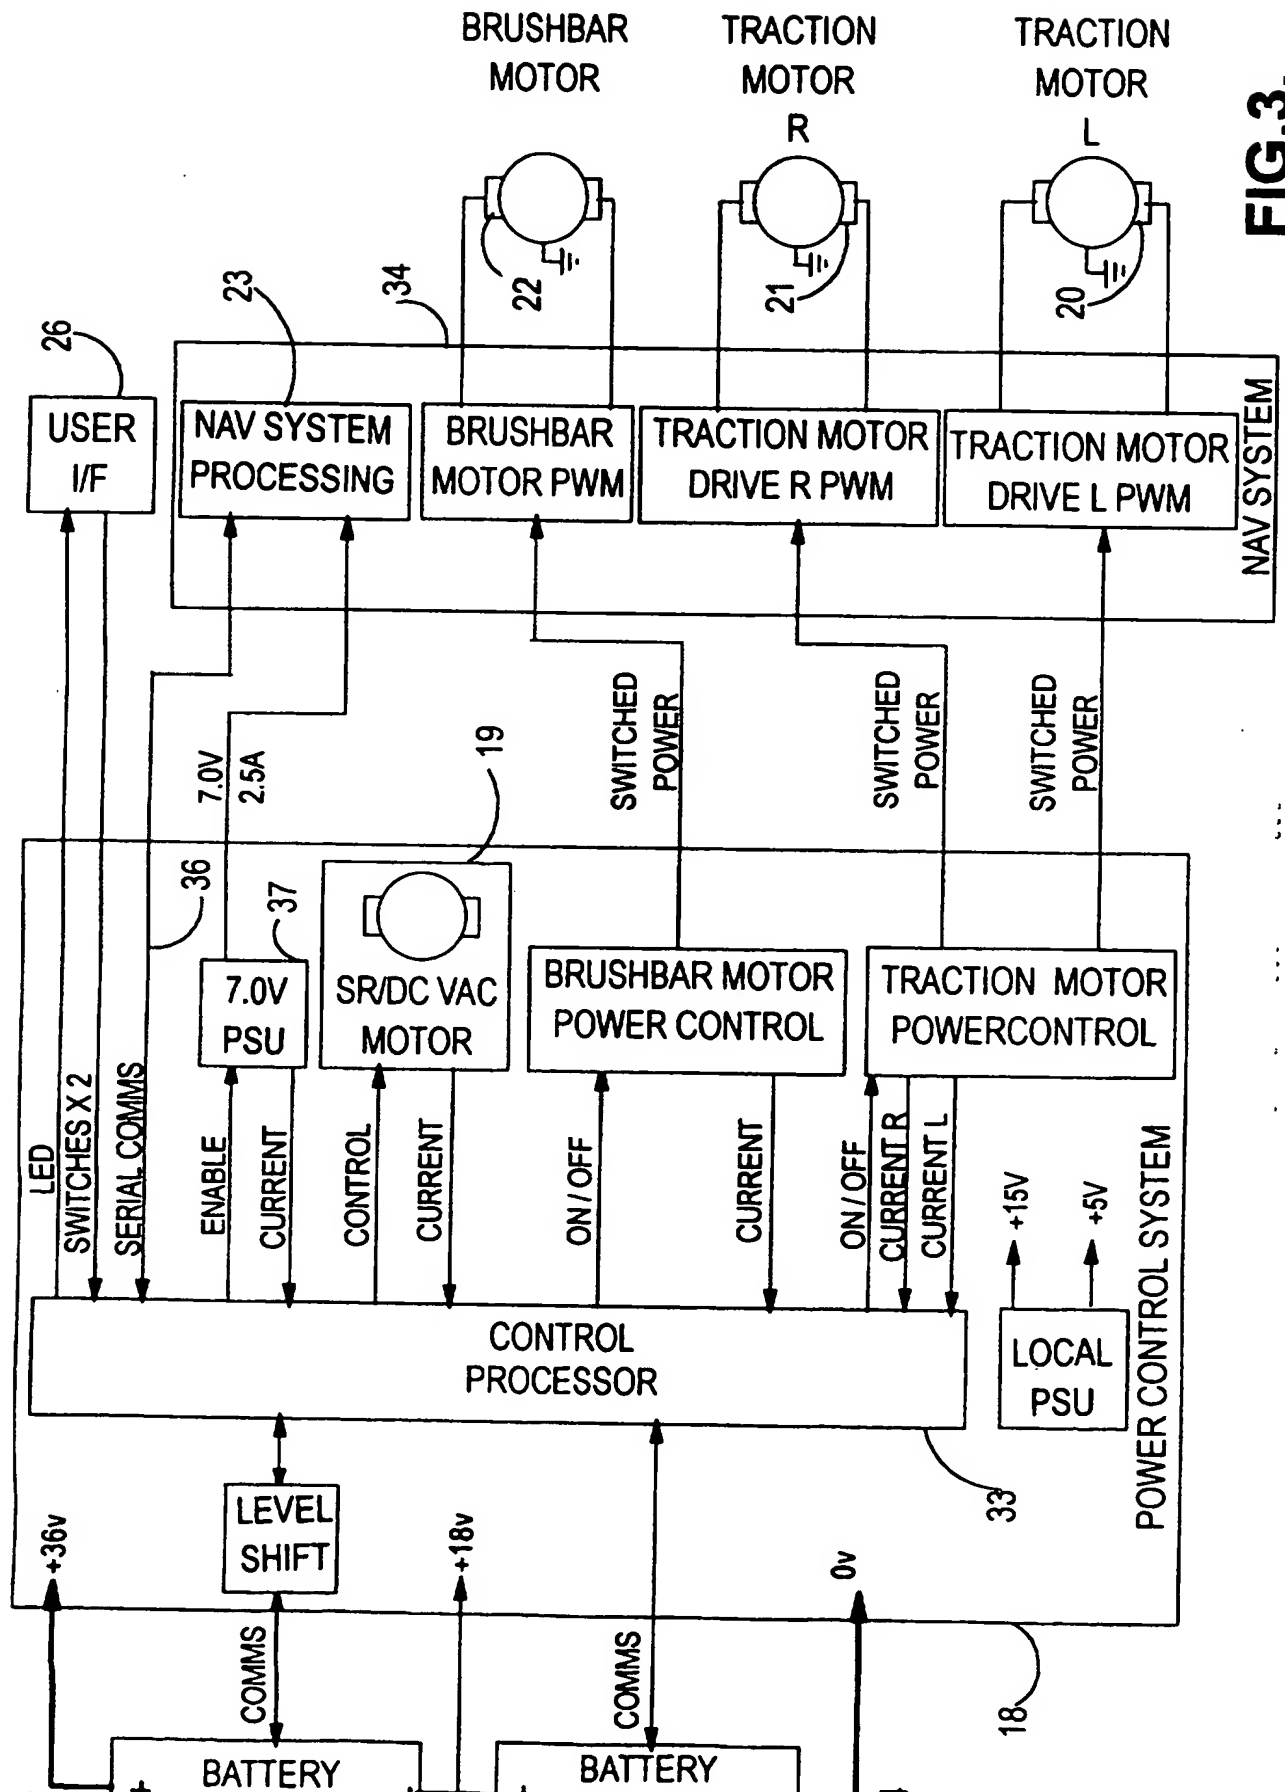 BRUSHBAR
MOTOR
TRACTION
MOTOR
R
TRACTION
MOTOR
L
FIG.3.
22
21
20
26
23
34
USER
I/F
NAV SYSTEM
PROCESSING
BRUSHBAR
MOTOR PWM
TRACTION MOTOR
DRIVE R PWM
TRACTION MOTOR
DRIVE L PWM
NAV SYSTEM
7.0V
2.5A
19
SWITCHED
POWER
SWITCHED
POWER
SWITCHED
POWER
36
37
7.0V
PSU
SR/DC VAC
MOTOR
BRUSHBAR MOTOR
POWER CONTROL
TRACTION MOTOR
POWERCONTROL
LED
SWITCHES X 2
SERIAL COMMS
ENABLE
CURRENT
CONTROL
CURRENT
ON / OFF
CURRENT
ON / OFF
CURRENT R
CURRENT L
+15V
+5V
CONTROL
PROCESSOR
LOCAL
PSU
POWER CONTROL SYSTEM
33
LEVEL
SHIFT
+36v
+18v
0v
COMMS
COMMS
18
BATTERY
BATTERY
+